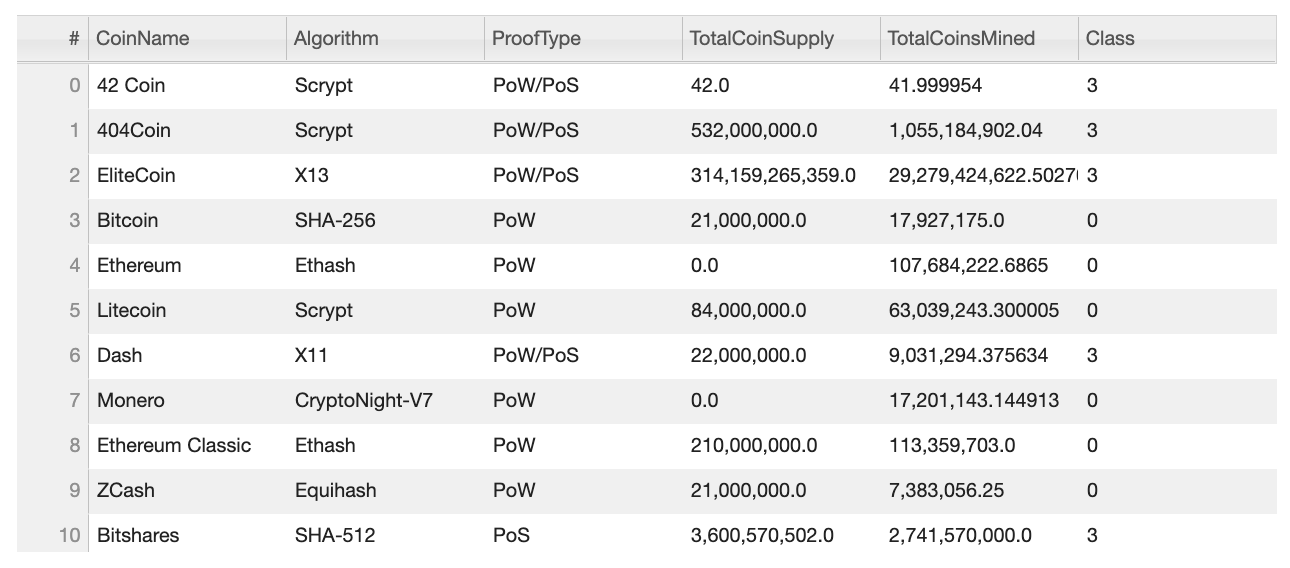 # CoinName Algorithm ProofType TotalCoinSupply TotalCoinsMined Class
0 42 Coin Scrypt PoW/PoS 42.0 41.999954 3
1 404Coin Scrypt PoW/PoS 532,000,000.0 1,055,184,902.04 3
2 EliteCoin X13 PoW/PoS 314,159,265,359.0 29,279,424,622.5027 3
3 Bitcoin SHA-256 PoW 21,000,000.0 17,927,175.0 0
4 Ethereum Ethash PoW 0.0 107,684,222.6865 0
5 Litecoin Scrypt PoW 84,000,000.0 63,039,243.300005 0
6 Dash X11 PoW/PoS 22,000,000.0 9,031,294.375634 3
7 Monero CryptoNight-V7 PoW 0.0 17,201,143.144913 0
8 Ethereum Classic Ethash PoW 210,000,000.0 113,359,703.0 0
9 ZCash Equihash PoW 21,000,000.0 7,383,056.25 0
10 Bitshares SHA-512 PoS 3,600,570,502.0 2,741,570,000.0 3